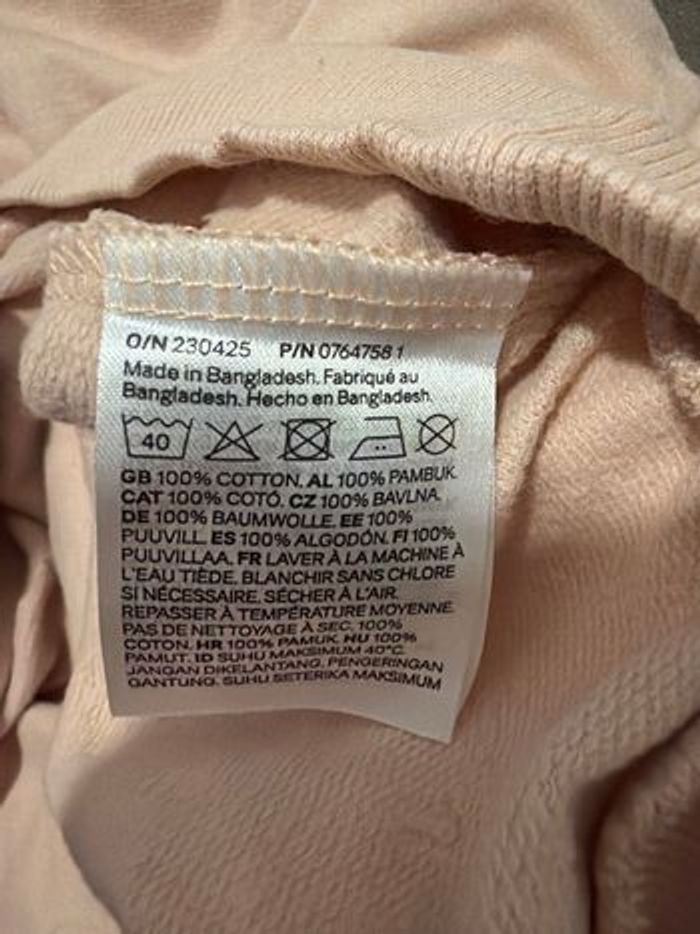 O/N 230425 P/N 0764758 1
Made in Bangladesh. Fabriqué au
Bangladesh. Hecho en Bangladesh.
40
GB 100% COTTON. AL 100% PAMBUK.
CAT 100% COTÓ. CZ 100% BAVLNA.
DE 100% BAUMWOLLE. EE 100%
PUUVILL. ES 100% ALGODÓN. FI 100%
PUUVILLAA. FR LAVER À LA MACHINE À
L'EAU TIÈDE. BLANCHIR SANS CHLORE
SI NÉCESSAIRE. SÉCHER À L'AIR.
REPASSER À TEMPÉRATURE MOYENNE.
PAS DE NETTOYAGE À SEC. 100%
COTON. HR 100% PAMUK. HU 100%
PAMUT. ID SUHU MAKSIMUM 40°C.
JANGAN DIKELANTANG. PENGERINGAN
GANTUNG. SUHU SETERIKA MAKSIMUM